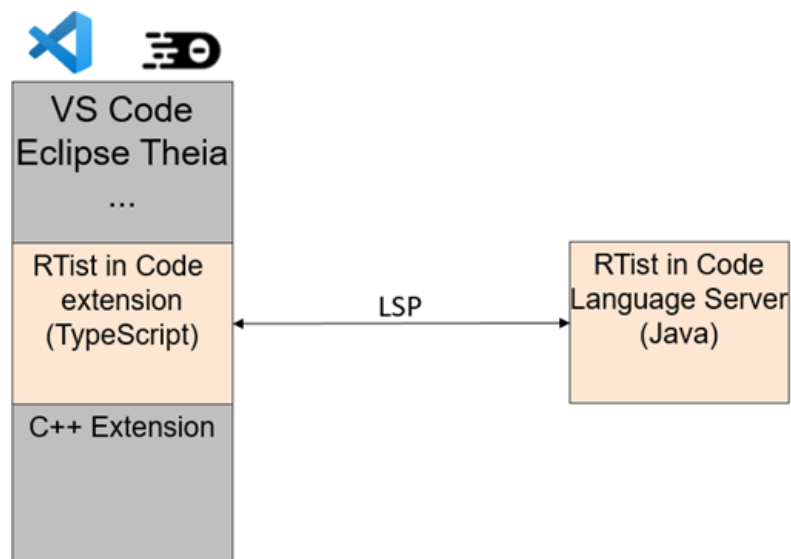 VS Code
Eclipse Theia
...
RTist in Code
extension
(TypeScript)
LSP
RTist in Code
Language Server
(Java)
C++ Extension